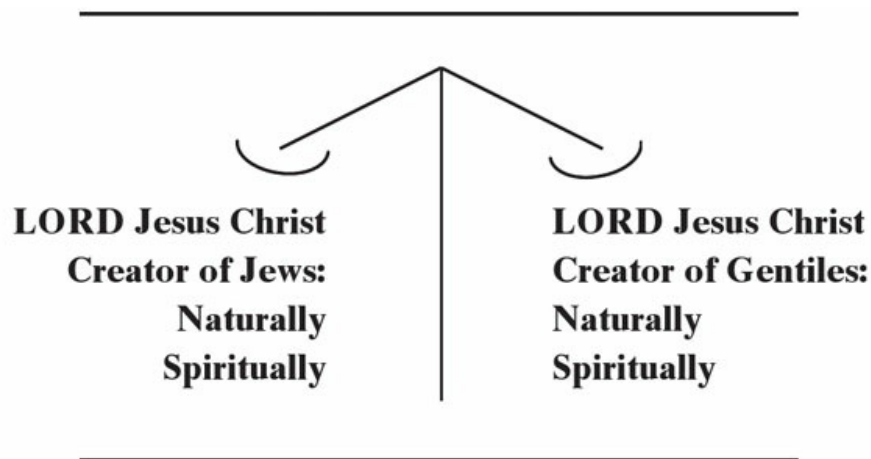 LORD Jesus Christ
Creator of Jews:
Naturally
Spiritually
LORD Jesus Christ
Creator of Gentiles:
Naturally
Spiritually